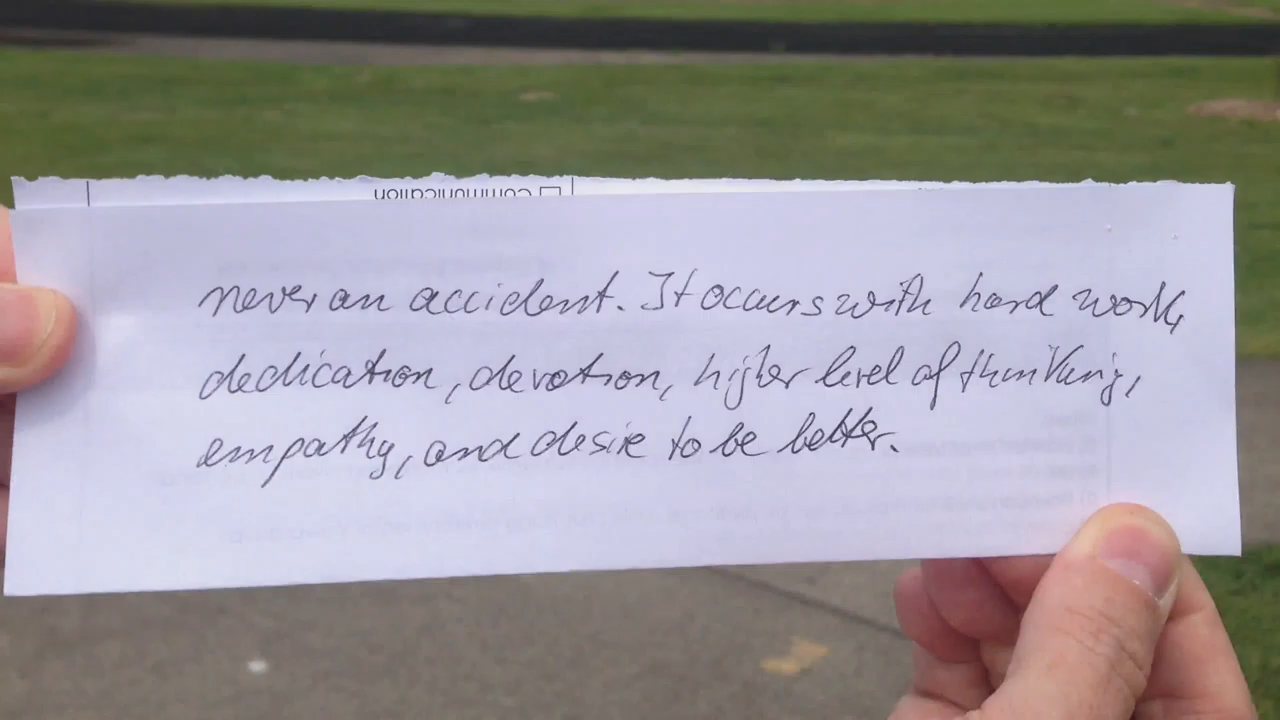 Communication
never an accident. It occurs with hard work,
dedication, devotion, higher level of thinking,
empathy, and desire to be better.